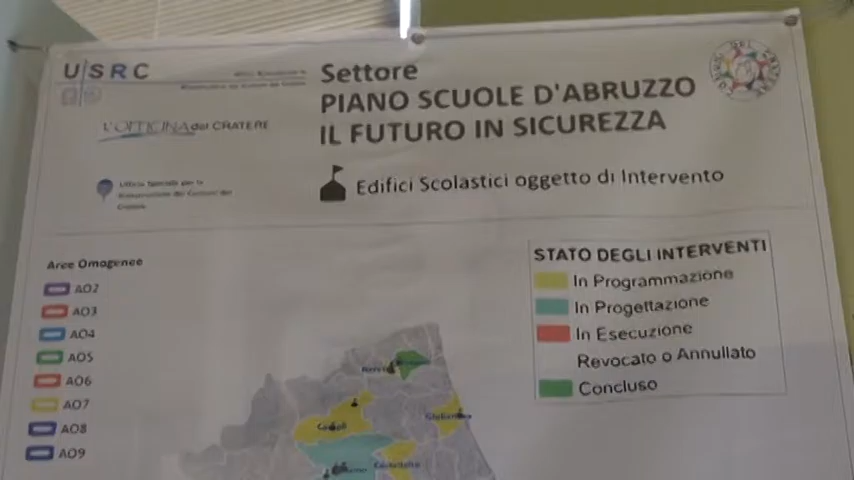 USRC
L'OFFICINA del CRATERE
Ufficio Speciale per la
Ricostruzione dei Comuni del
Cratere
Settore
PIANO SCUOLE D'ABRUZZO
IL FUTURO IN SICUREZZA
Edifici Scolastici oggetto di Intervento
Aree Omogenee
AO2
AO3
AO4
AO5
AO6
AO7
AO8
AO9
STATO DEGLI INTERVENTI
In Programmazione
In Progettazione
In Esecuzione
Revocato o Annullato
Concluso